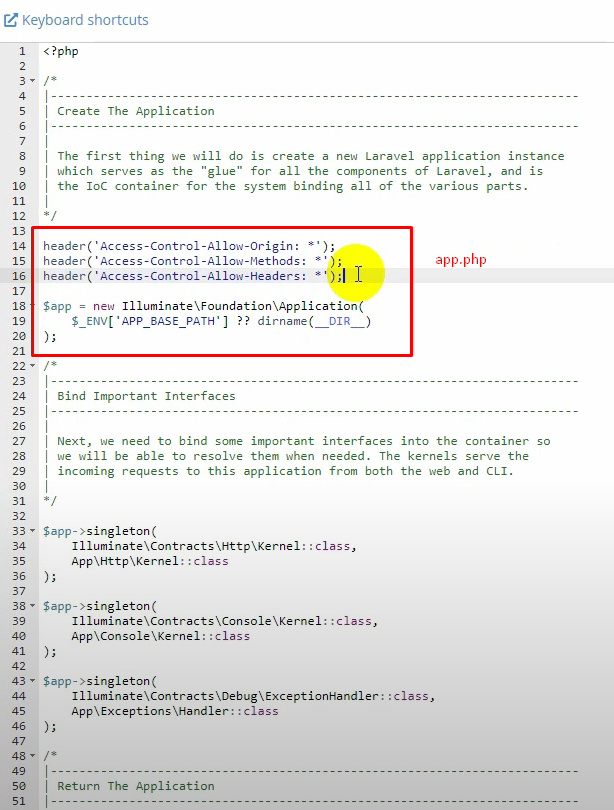 Keyboard shortcuts
1 <?php
2
3 /*
4 |--------------------------------------------------------------------------
5 | Create The Application
6 |--------------------------------------------------------------------------
7 |
8 | The first thing we will do is create a new Laravel application instance
9 | which serves as the "glue" for all the components of Laravel, and is
10 | the IoC container for the system binding all of the various parts.
11 |
12 */
13
14 header('Access-Control-Allow-Origin: *');
15 header('Access-Control-Allow-Methods: *');
app.php
16 header('Access-Control-Allow-Headers: *');
17
18 $app = new Illuminate\Foundation\Application(
19     $_ENV['APP_BASE_PATH'] ?? dirname(__DIR__)
20 );
21
22 /*
23 |--------------------------------------------------------------------------
24 | Bind Important Interfaces
25 |--------------------------------------------------------------------------
26 |
27 | Next, we need to bind some important interfaces into the container so
28 | we will be able to resolve them when needed. The kernels serve the
29 | incoming requests to this application from both the web and CLI.
30 |
31 */
32
33 $app->singleton(
34     Illuminate\Contracts\Http\Kernel::class,
35     App\Http\Kernel::class
36 );
37
38 $app->singleton(
39     Illuminate\Contracts\Console\Kernel::class,
40     App\Console\Kernel::class
41 );
42
43 $app->singleton(
44     Illuminate\Contracts\Debug\ExceptionHandler::class,
45     App\Exceptions\Handler::class
46 );
47
48 /*
49 |--------------------------------------------------------------------------
50 | Return The Application
51 |--------------------------------------------------------------------------